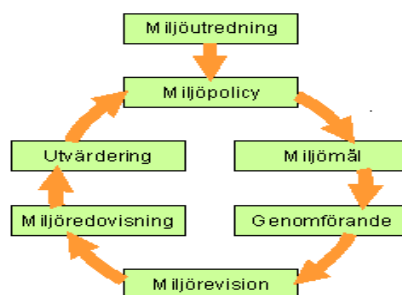 Miljöutredning
Miljöpolicy
Utvärdering
Miljömål
Miljöredovisning
Genomförande
Miljörevision